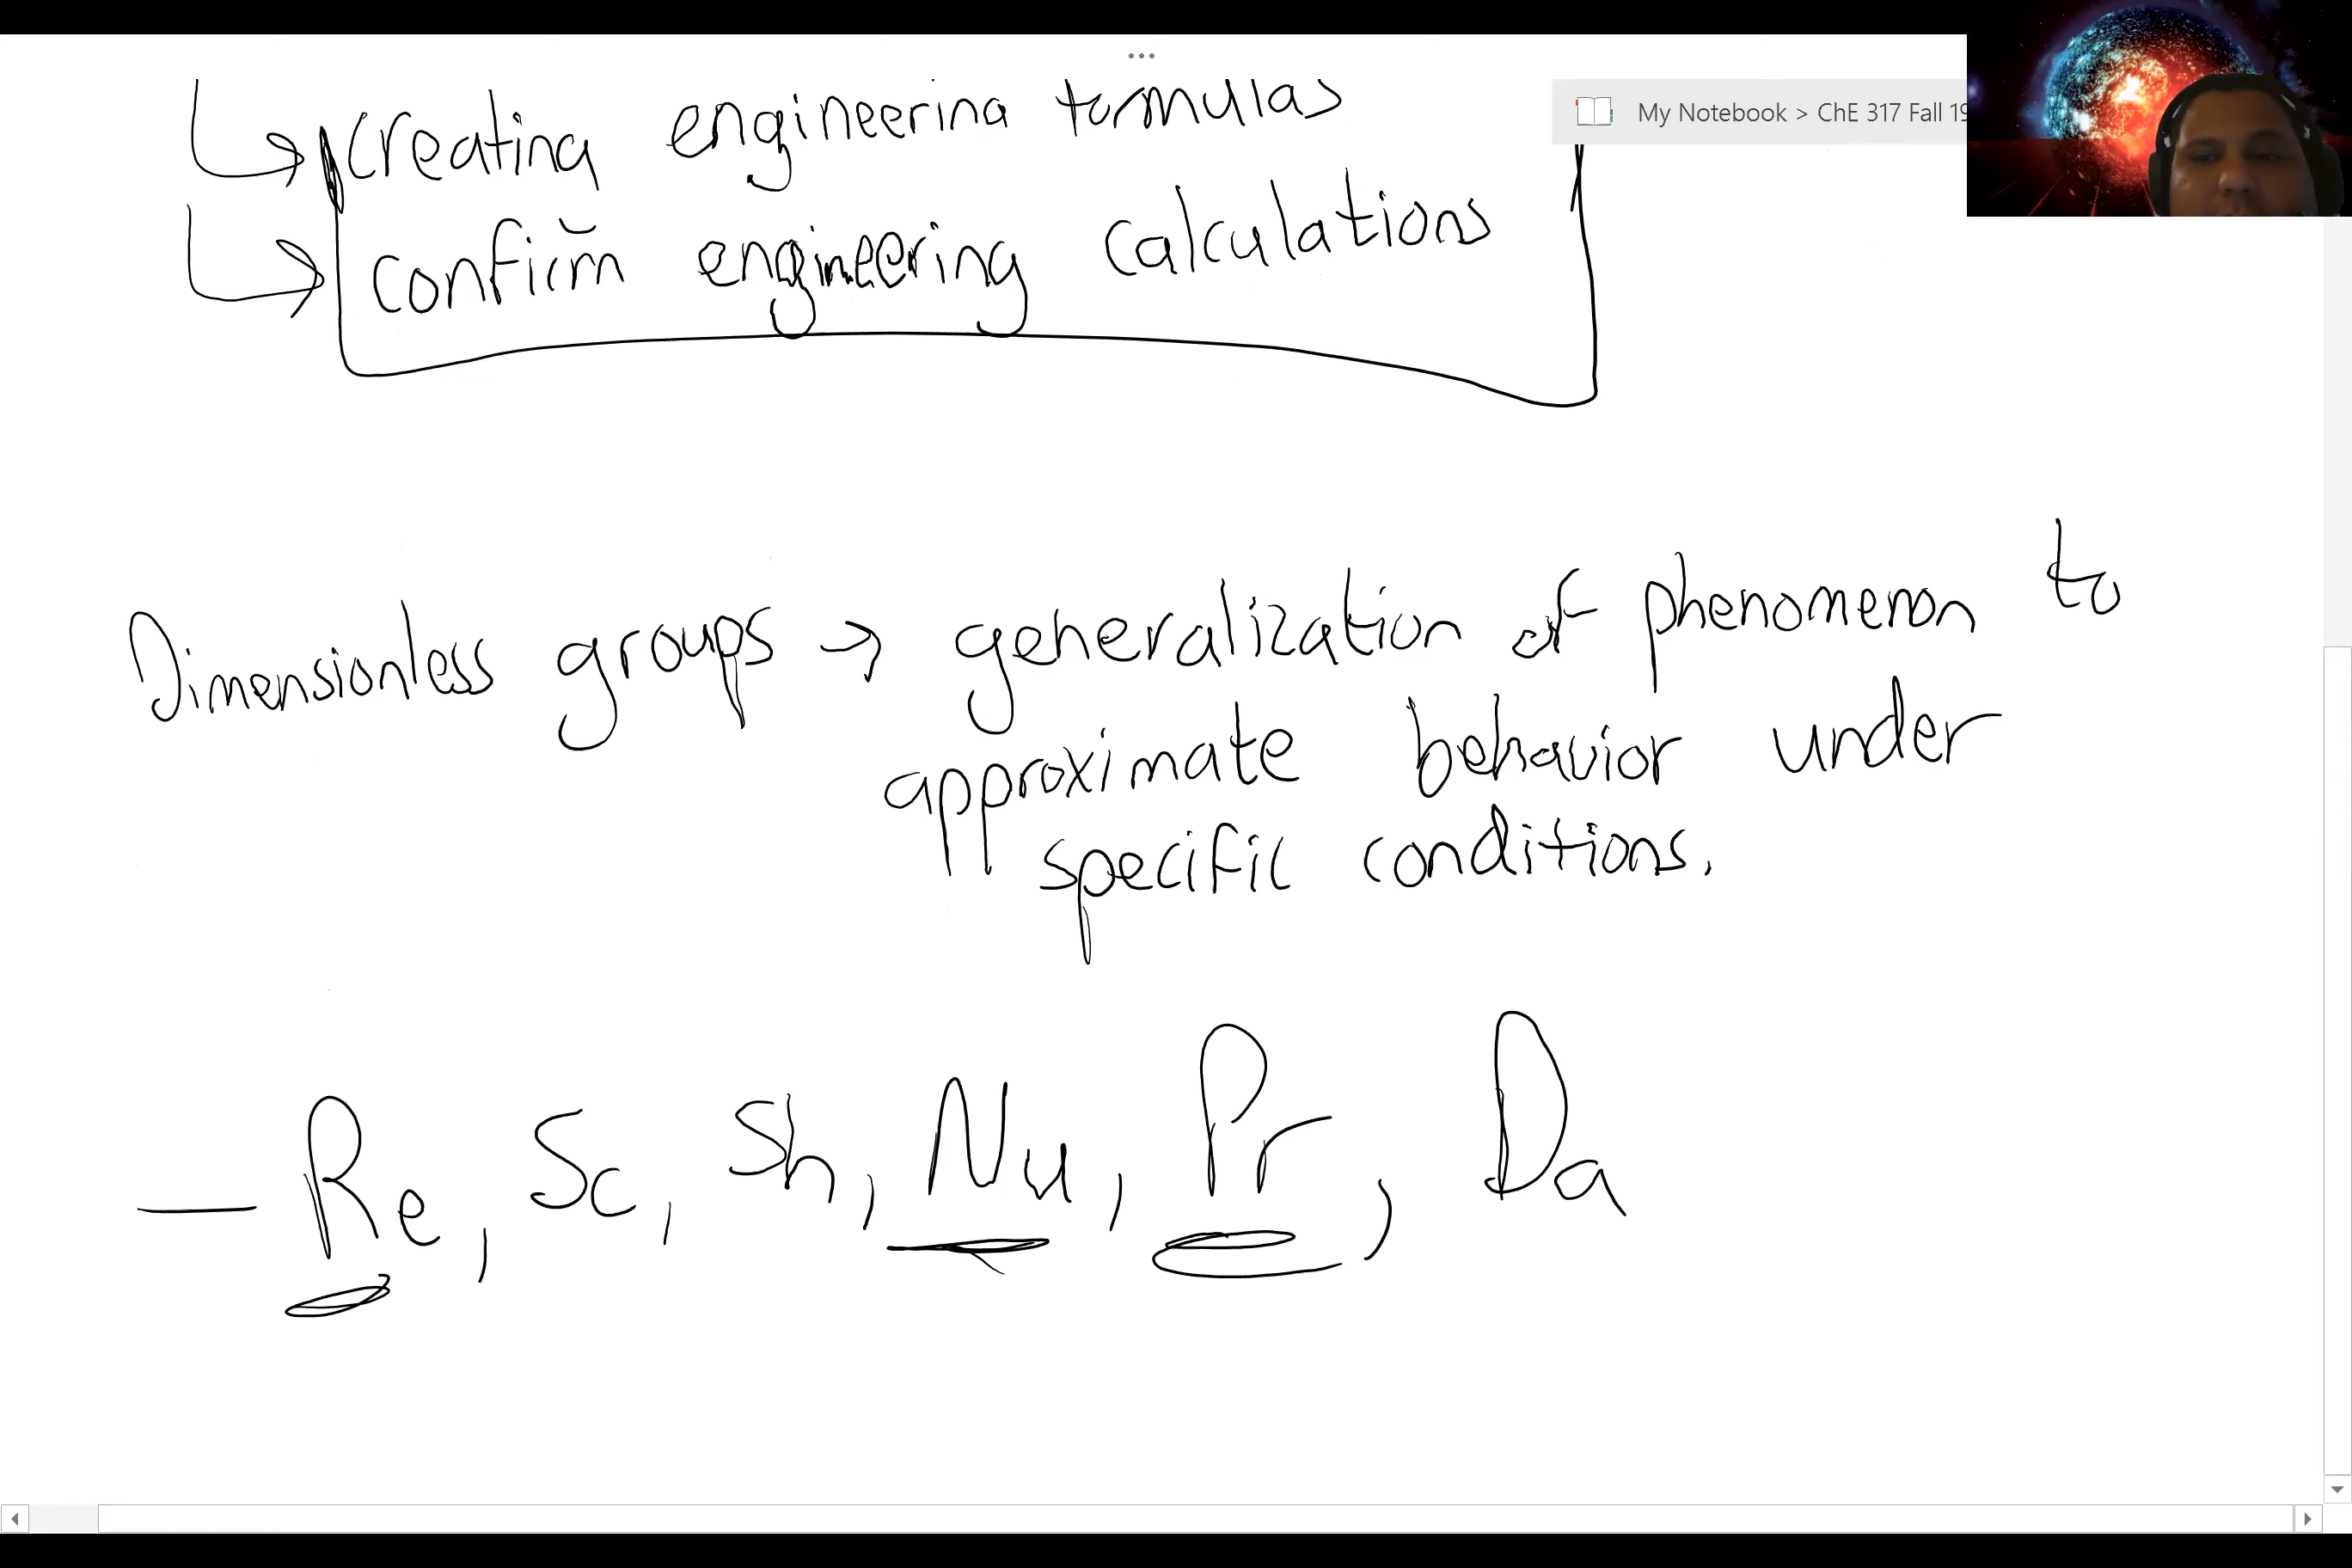 creating engineering formulas
My Notebook > ChE 317 Fall 19
confirm engineering calculations
Dimensionless groups → generalization of phenomenon to
approximate behavior under
specific conditions.
— Re, Sc, Sh, Nu, Pr, Da